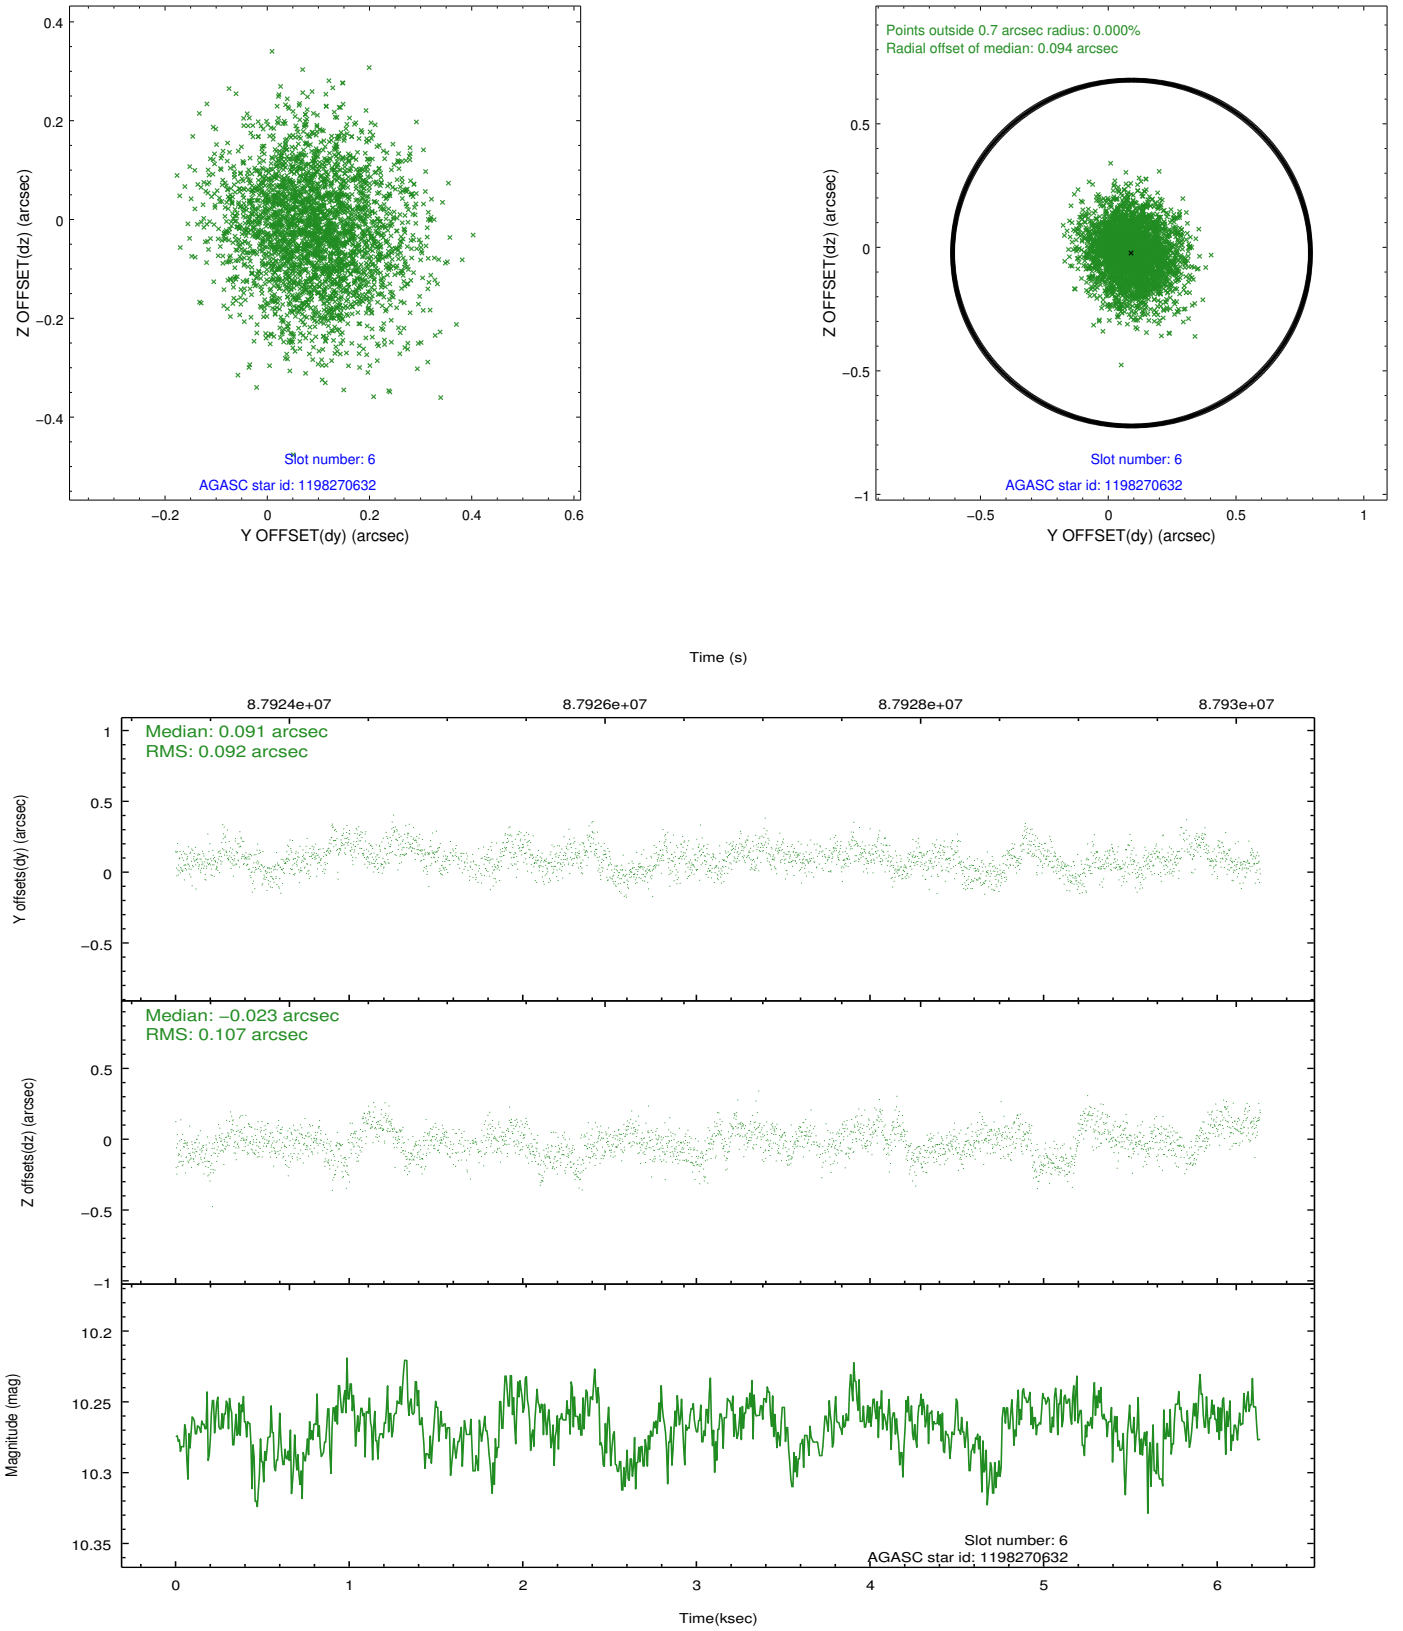 0.4
0.2
0
−0.2
−0.4
Z OFFSET(dz) (arcsec)
Slot number: 6
AGASC star id: 1198270632
−0.2
0
0.2
0.4
0.6
Y OFFSET(dy) (arcsec)
Points outside 0.7 arcsec radius: 0.000%
Radial offset of median: 0.094 arcsec
0.5
0
−0.5
−1
Z OFFSET(dz) (arcsec)
Slot number: 6
AGASC star id: 1198270632
−0.5
0
0.5
1
Y OFFSET(dy) (arcsec)
Time (s)
8.7924e+07
8.7926e+07
8.7928e+07
8.793e+07
Median: 0.091 arcsec
RMS: 0.092 arcsec
1
0.5
0
−0.5
Y offsets(dy) (arcsec)
Median: −0.023 arcsec
RMS: 0.107 arcsec
0.5
0
−0.5
−1
Z offsets(dz) (arcsec)
10.2
10.25
10.3
10.35
Magnitude (mag)
Slot number: 6
AGASC star id: 1198270632
0
1
2
3
4
5
6
Time(ksec)